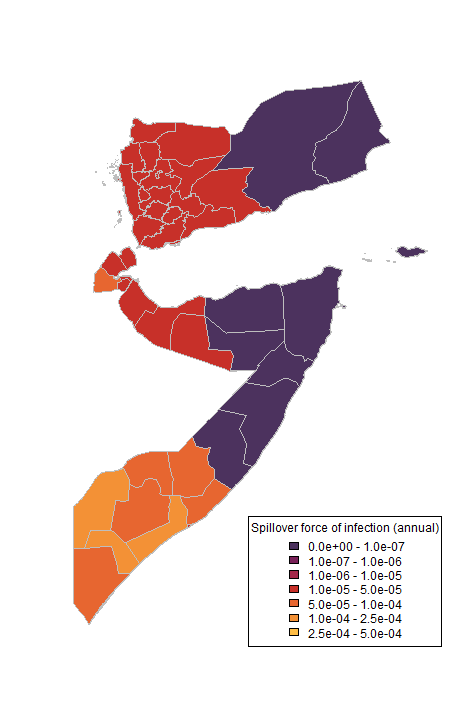 Spillover force of infection (annual)
0.0e+00 - 1.0e-07
1.0e-07 - 1.0e-06
1.0e-06 - 1.0e-05
1.0e-05 - 5.0e-05
5.0e-05 - 1.0e-04
1.0e-04 - 2.5e-04
2.5e-04 - 5.0e-04